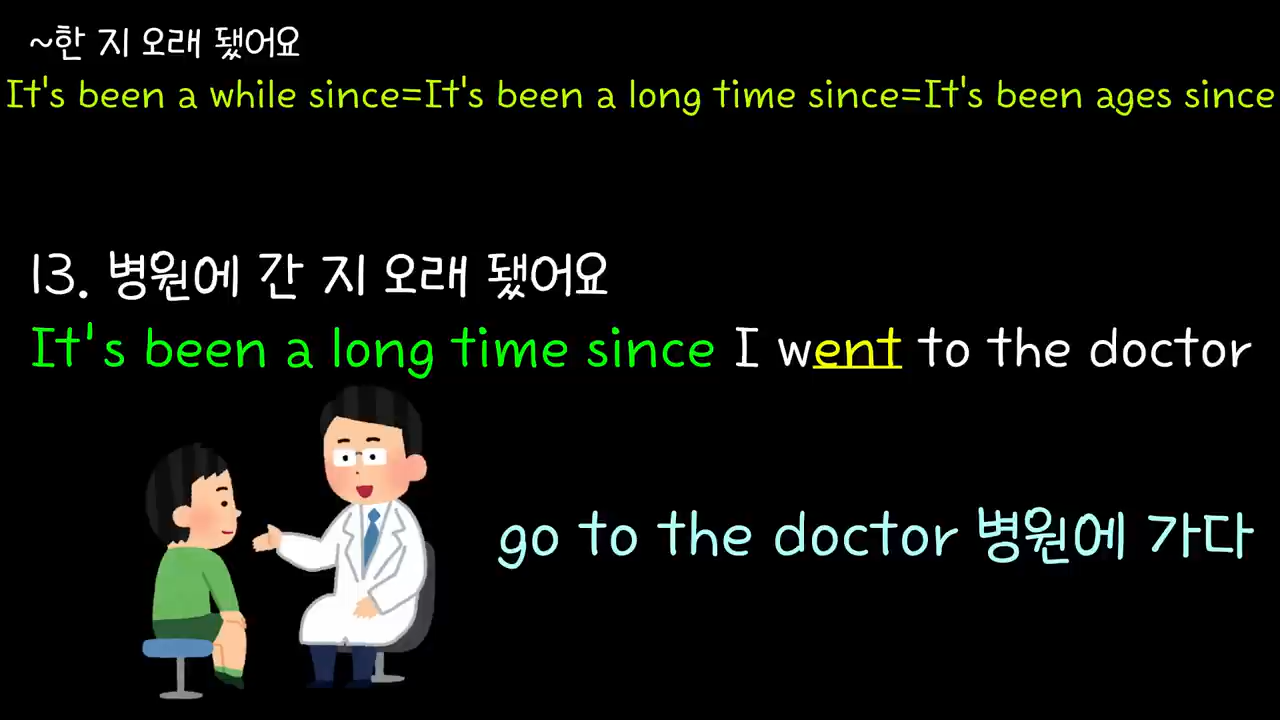 ~한 지 오래 됐어요
It's been a while since=It's been a long time since=It's been ages since
13. 병원에 간 지 오래 됐어요
It's been a long time since I went to the doctor
go to the doctor 병원에 가다